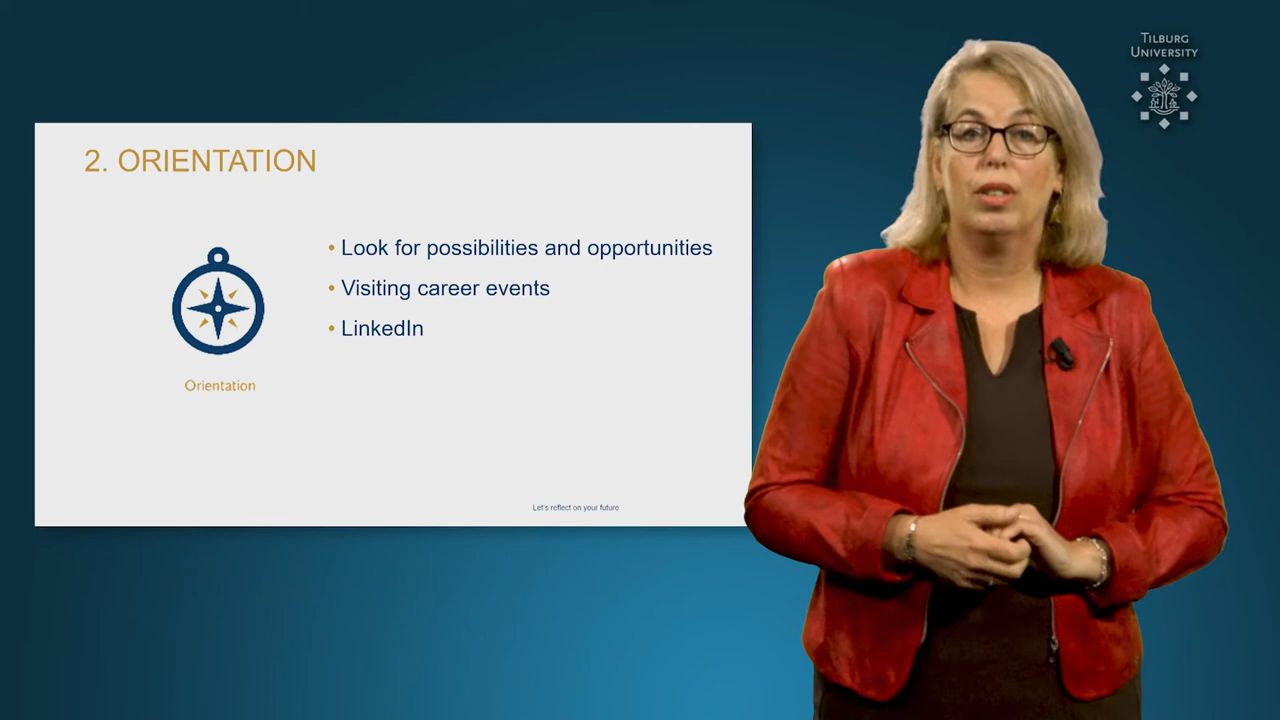 TILBURG
UNIVERSITY
2. ORIENTATION
• Look for possibilities and opportunities
• Visiting career events
• LinkedIn
Orientation
Let's reflect on your future